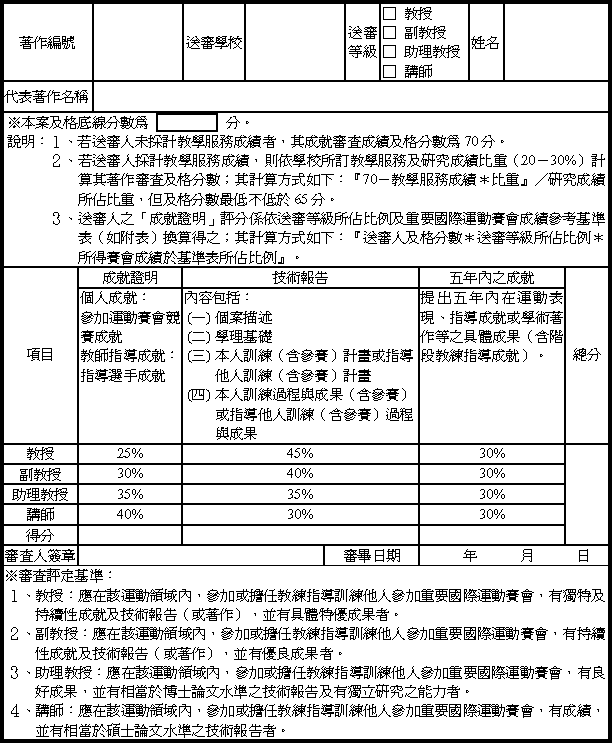 著作編號 送審學校 送審等級 □ 教授 □ 副教授 □ 助理教授 □ 講師 姓名
代表著作名稱
※本案及格底線分數為 分。
說明：１、若送審人未採計教學服務成績者，其成就審查成績及格分數為70分。
２、若送審人採計教學服務成績，則依學校所訂教學服務及研究成績比重（20－30%）計
算其著作審查及格分數；其計算方式如下：『70－教學服務成績＊比重』／研究成績
所佔比重，但及格分數最低不低於65分。
３、送審人之「成就證明」評分係依送審等級所佔比例及重要國際運動賽會成績參考基準
表（如附表）換算得之；其計算方式如下：『送審人及格分數＊送審等級所佔比例＊
所得賽會成績於基準表所佔比例』。
項目
成就證明 技術報告 五年內之成就
個人成就：
參加運動賽會競
賽成就
教師指導成就：
指導選手成就
內容包括：
(一) 個案描述
(二) 學理基礎
(三) 本人訓練（含參賽）計畫或指導
他人訓練（含參賽）計畫
(四) 本人訓練過程與成果（含參賽）
或指導他人訓練（含參賽）過程
與成果
提出五年內在運動表
現、指導成就或學術著
作等之具體成果（含階
段教練指導成就）。
總分
教授 25% 45% 30%
副教授 30% 40% 30%
助理教授 35% 35% 30%
講師 40% 30% 30%
得分
審查人簽章 審畢日期 年 月 日
※審查評定基準：
１、教授：應在該運動領域內，參加或擔任教練指導訓練他人參加重要國際運動賽會，有獨特及
持續性成就及技術報告（或著作），並有具體特優成果者。
２、副教授：應在該運動領域內，參加或擔任教練指導訓練他人參加重要國際運動賽會，有持續
性成就及技術報告（或著作），並有優良成果者。
３、助理教授：應在該運動領域內，參加或擔任教練指導訓練他人參加重要國際運動賽會，有良
好成果，並有相當於博士論文水準之技術報告及有獨立研究之能力者。
４、講師：應在該運動領域內，參加或擔任教練指導訓練他人參加重要國際運動賽會，有成績，
並有相當於碩士論文水準之技術報告者。